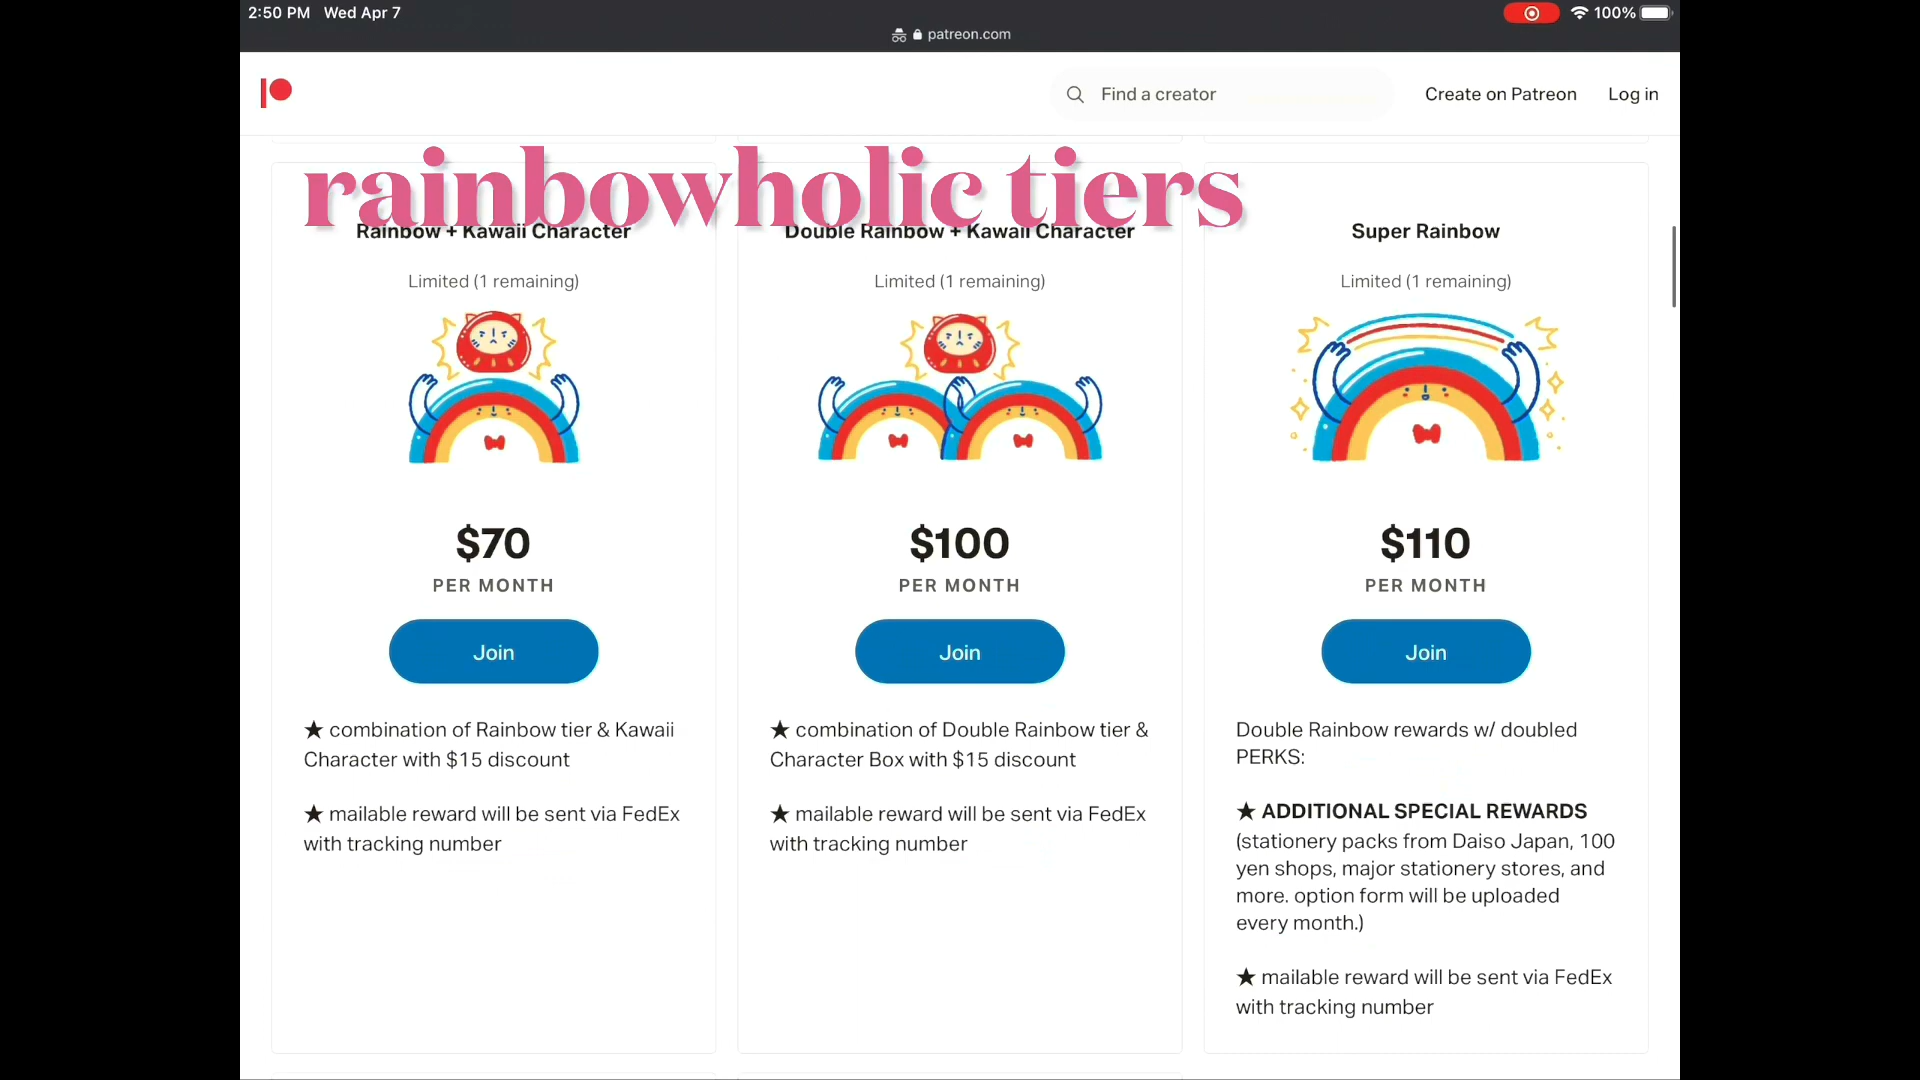 2:50 PM Wed Apr 7
100%
patreon.com
Find a creator
Create on Patreon
Log in
rainbowholic tiers
Rainbow + Kawaii Character
Limited (1 remaining)
$70
PER MONTH
Join
★ combination of Rainbow tier & Kawaii
Character with $15 discount
★ mailable reward will be sent via FedEx
with tracking number
Double Rainbow + Kawaii Character
Limited (1 remaining)
$100
PER MONTH
Join
★ combination of Double Rainbow tier &
Character Box with $15 discount
★ mailable reward will be sent via FedEx
with tracking number
Super Rainbow
Limited (1 remaining)
$110
PER MONTH
Join
Double Rainbow rewards w/ doubled
PERKS:
★ ADDITIONAL SPECIAL REWARDS
(stationery packs from Daiso Japan, 100
yen shops, major stationery stores, and
more. option form will be uploaded
every month.)
★ mailable reward will be sent via FedEx
with tracking number